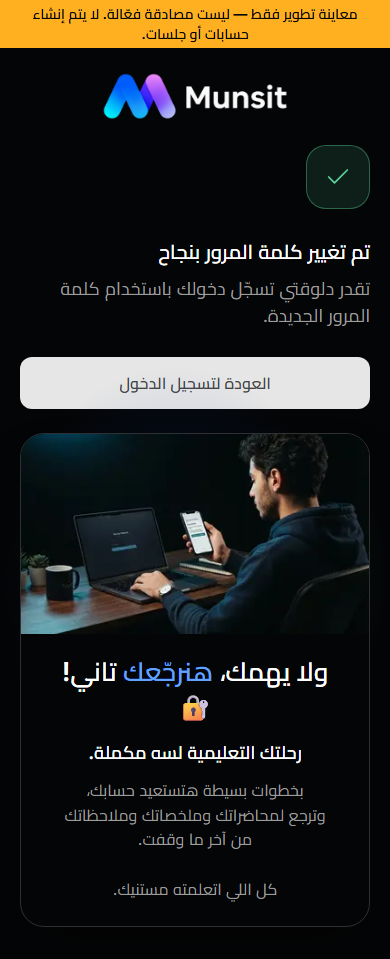 معاينة تطوير فقط — ليست مصادقة فعّالة. لا يتم إنشاء
حسابات أو جلسات.
Munsit
تم تغيير كلمة المرور بنجاح
تقدر دلوقتي تسجّل دخولك باستخدام كلمة
المرور الجديدة.
العودة لتسجيل الدخول
ولا يهمك، هنرجّعك تاني!
🔐
رحلتك التعليمية لسه مكملة.
بخطوات بسيطة هتستعيد حسابك،
وترجع لمحاضراتك وملخصاتك وملاحظاتك
من آخر ما وقفت.
كل اللي اتعلمته مستنيك.